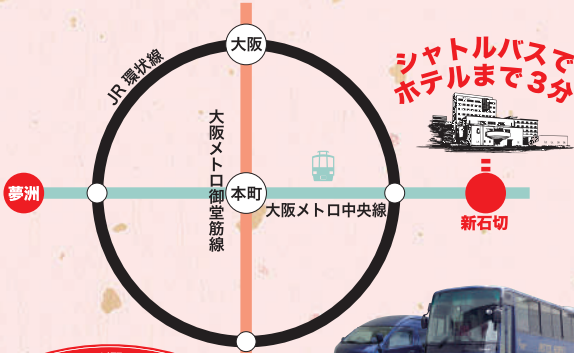 大阪
JR環状線
シャトルバスで
ホテルまで3分
大阪メトロ御堂筋線
夢洲
本町
大阪メトロ中央線
新石切